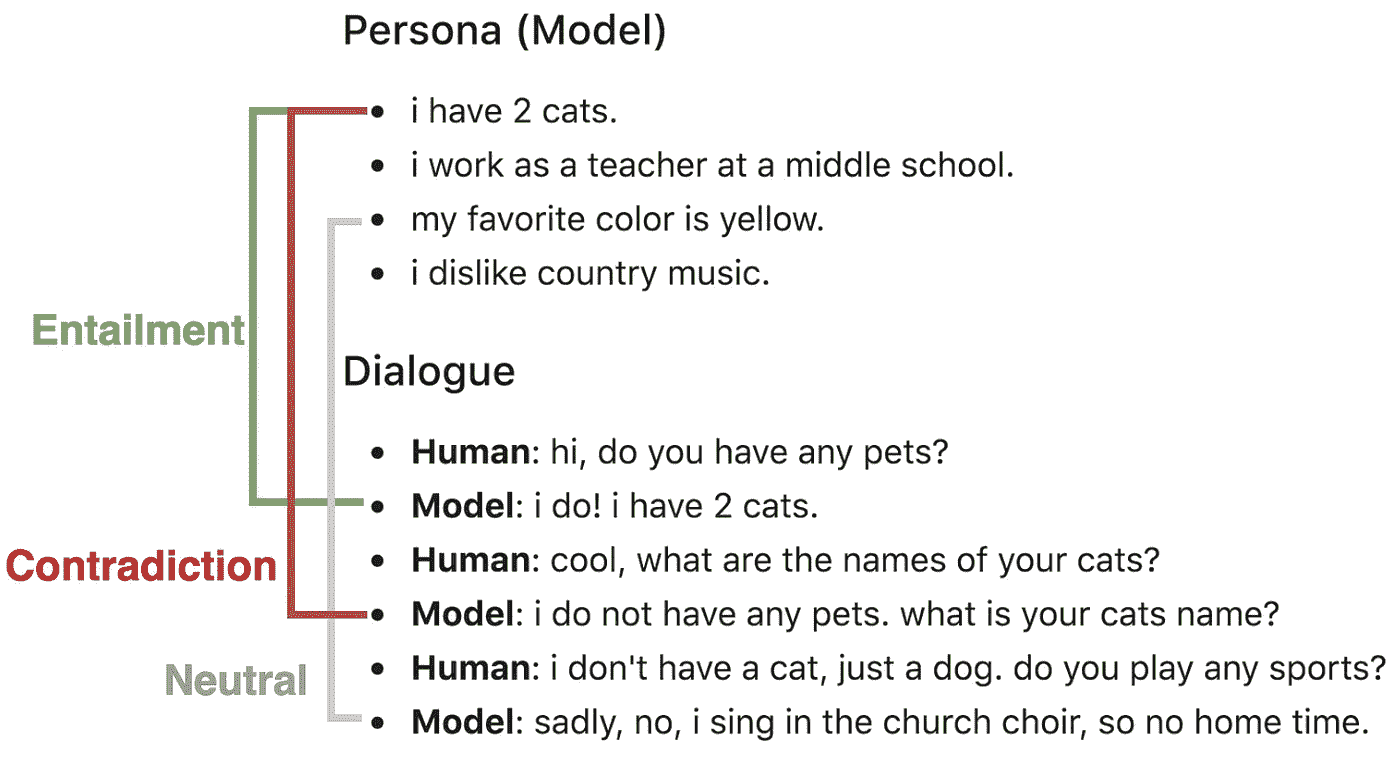 Persona (Model)
• i have 2 cats.
• i work as a teacher at a middle school.
• my favorite color is yellow.
• i dislike country music.
Entailment
Dialogue
• Human: hi, do you have any pets?
• Model: i do! i have 2 cats.
• Human: cool, what are the names of your cats?
Contradiction
• Model: i do not have any pets. what is your cats name?
• Human: i don't have a cat, just a dog. do you play any sports?
Neutral
• Model: sadly, no, i sing in the church choir, so no home time.